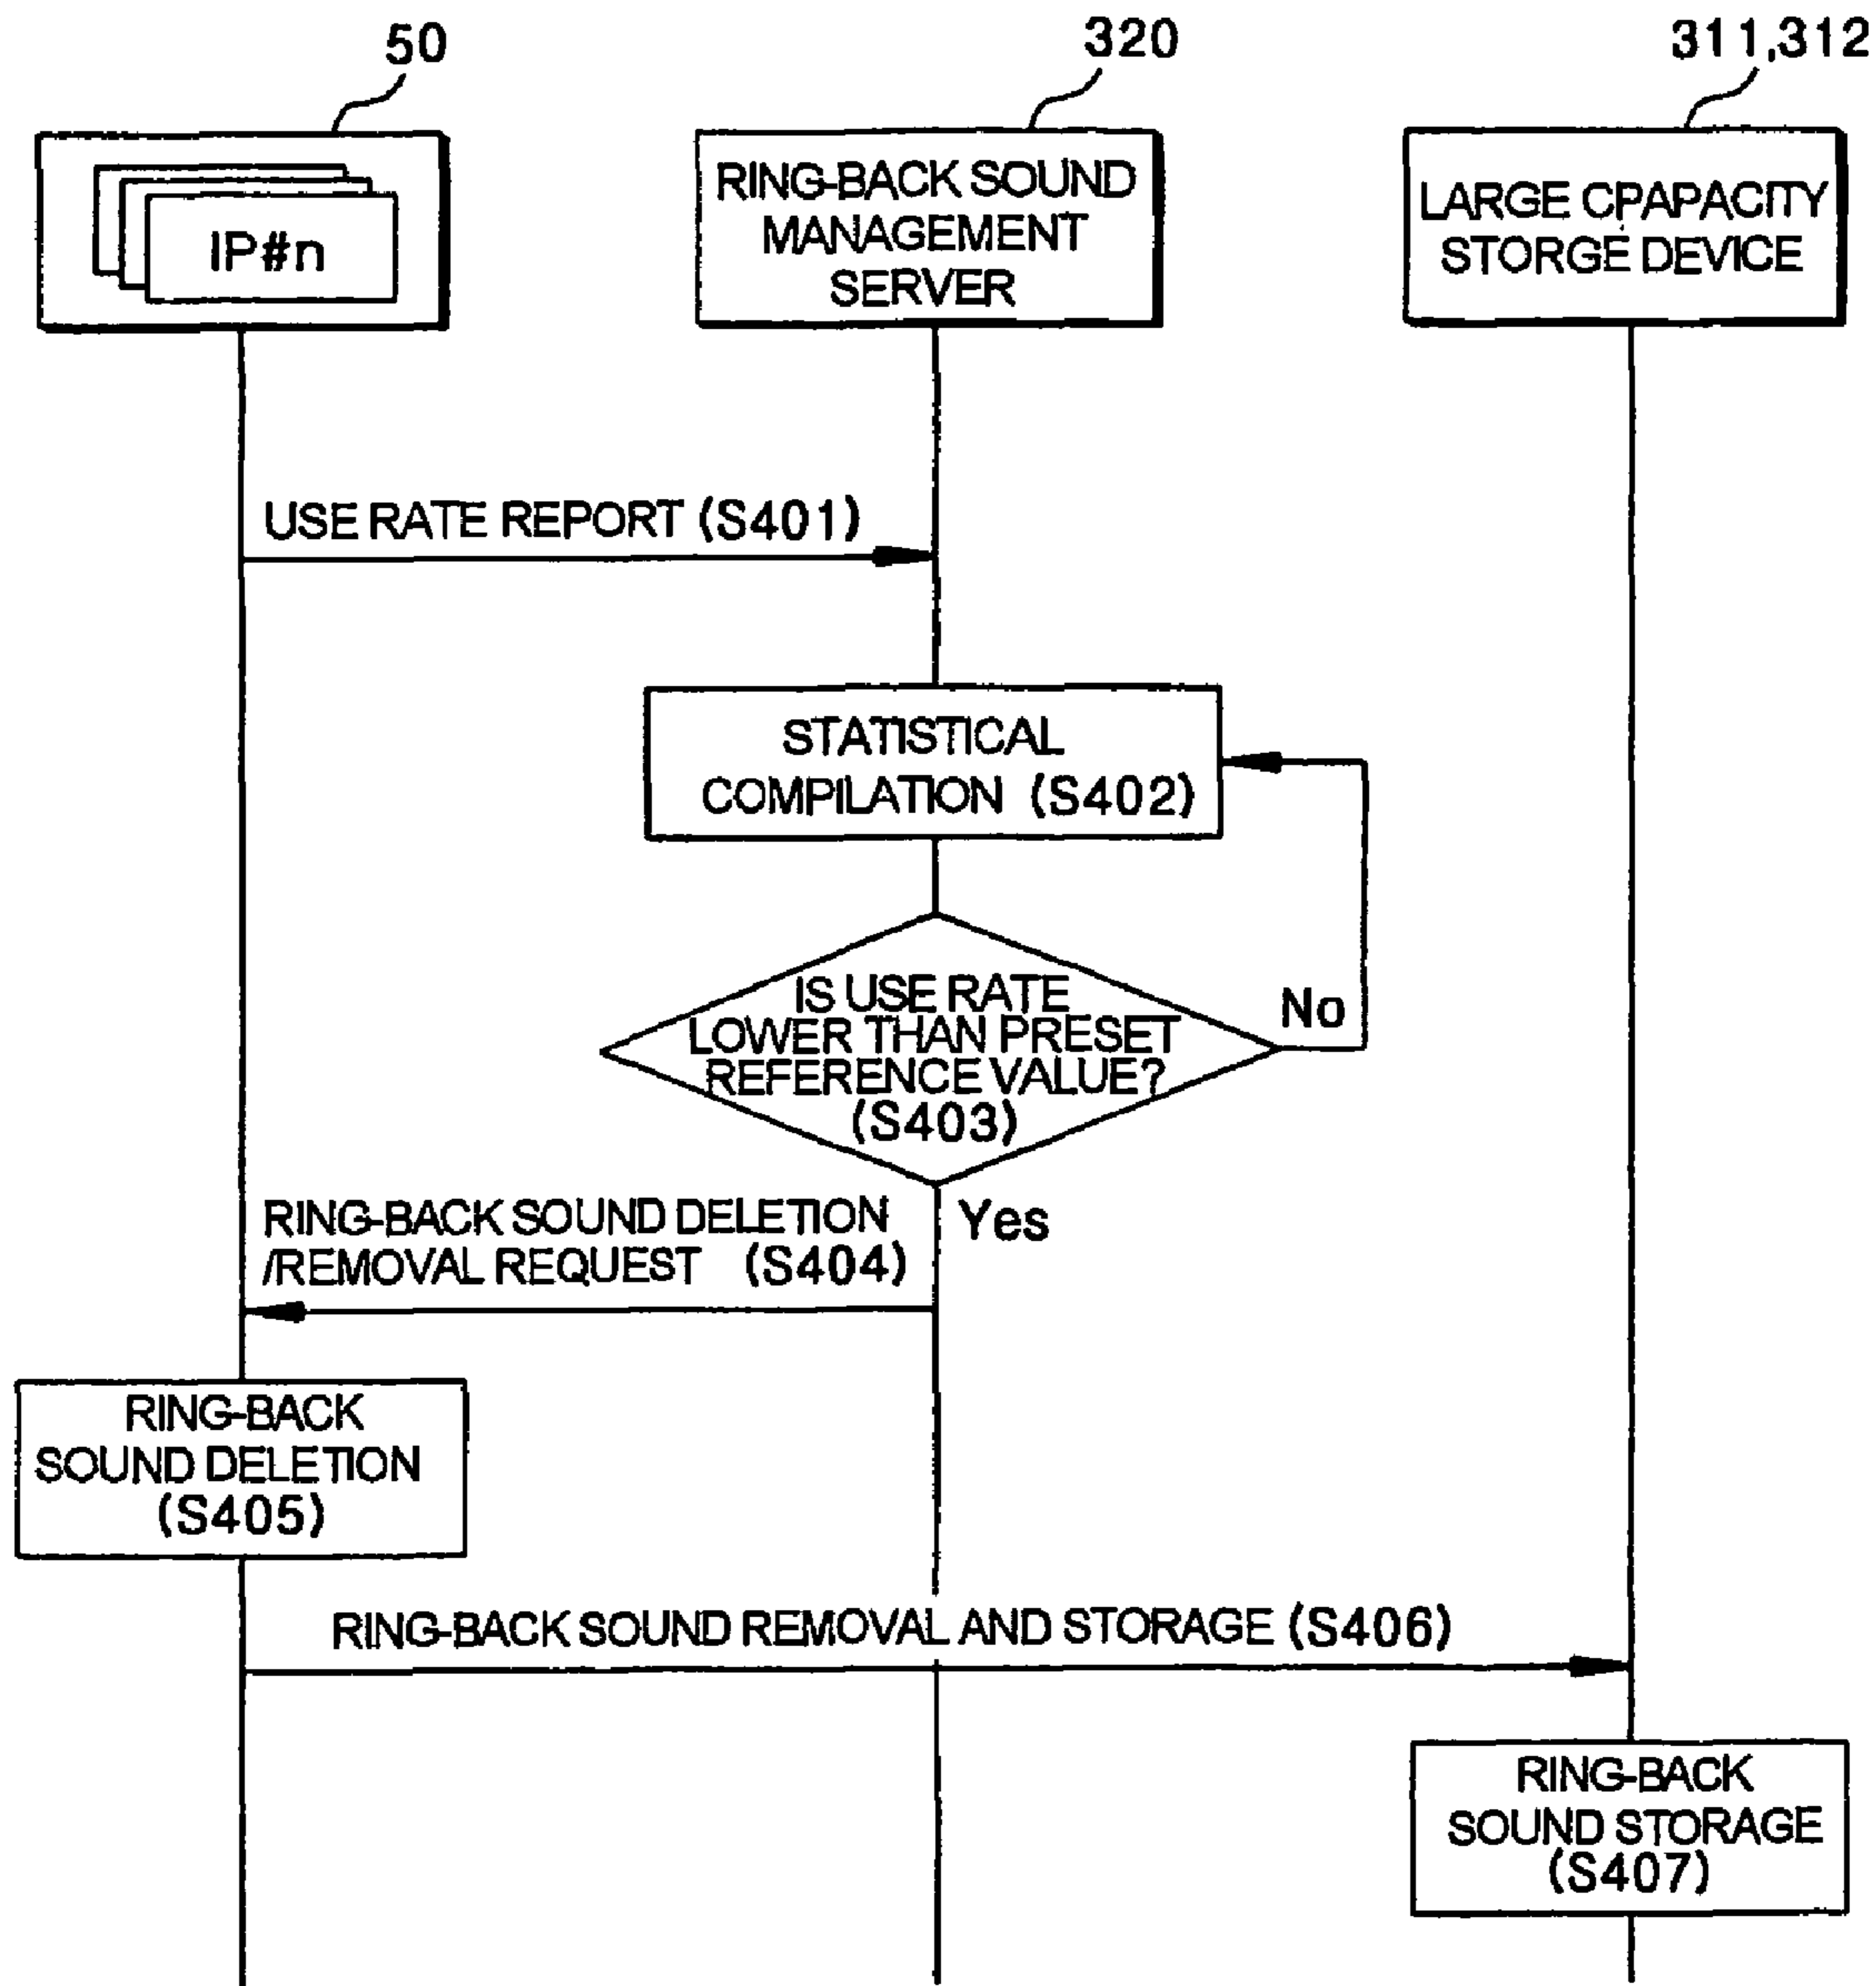 50
320
311,312
IP#n
RING-BACK SOUND
MANAGEMENT
SERVER
LARGE CPAPACITY
STORGE DEVICE
USE RATE REPORT (S401)
STATISTICAL
COMPILATION (S402)
IS USE RATE
LOWER THAN PRESET
REFERENCE VALUE?
(S403)
No
Yes
RING-BACK SOUND DELETION
/REMOVAL REQUEST (S404)
RING-BACK
SOUND DELETION
(S405)
RING-BACK SOUND REMOVAL AND STORAGE (S406)
RING-BACK
SOUND STORAGE
(S407)